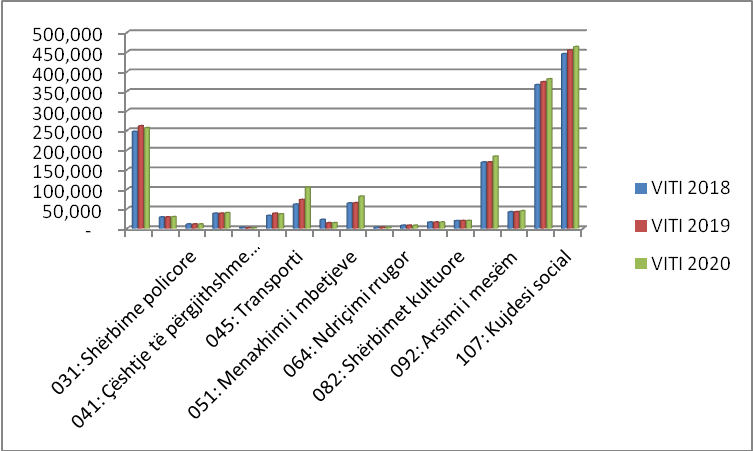 500,000
450,000
400,000
350,000
300,000
250,000
200,000
150,000
100,000
50,000
-
031: Shërbime policore
041: Çështje të përgjithshme...
045: Transporti
051: Menaxhimi i mbetjeve
064: Ndriçimi rrugor
082: Shërbimet kultuore
092: Arsimi i mesëm
107: Kujdesi social
VITI 2018
VITI 2019
VITI 2020